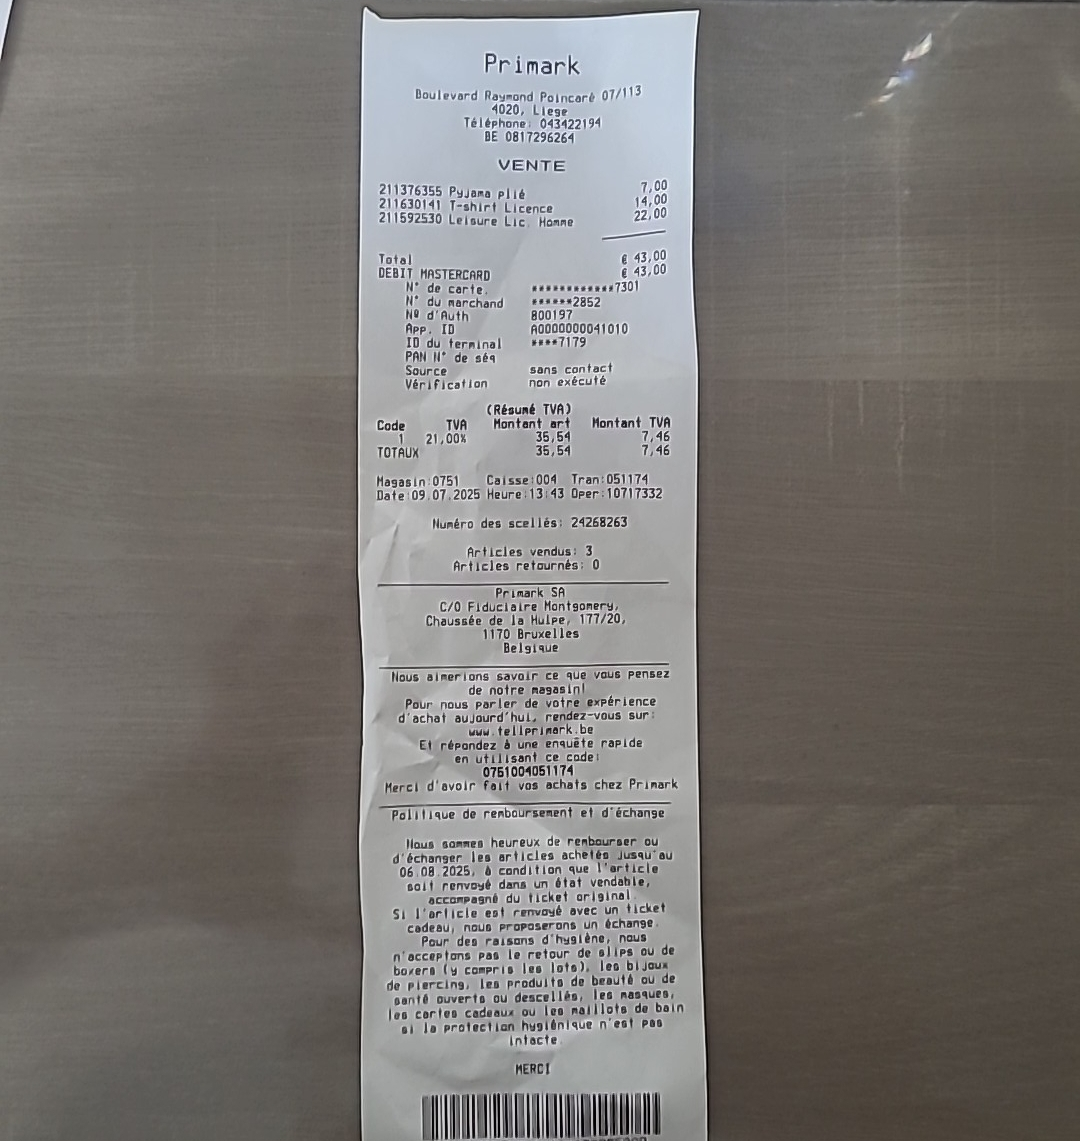 Primark
Boulevard Raymond Poincaré 07/113
4020, Liege
Téléphone: 043422194
BE 0817296264
VENTE
211376355 Pyjama plié 7,00
211630141 T-shirt Licence 14,00
211592530 Leisure Lic. Homme 22,00
Total € 43,00
DEBIT MASTERCARD € 43,00
N° de carte. ************7301
N° du marchand ******2852
Nº d'Auth 800197
App. ID A0000000041010
ID du terminal ****7179
PAN N° de séq
Source sans contact
Vérification non exécuté
(Résumé TVA)
Code TVA Montant art Montant TVA
1 21,00% 35,54 7,46
TOTAUX 35,54 7,46
Magasin:0751 Caisse:004 Tran:051174
Date:09.07.2025 Heure:13:43 Oper:10717332
Numéro des scellés: 24268263
Articles vendus: 3
Articles retournés: 0
Primark SA
C/O Fiduciaire Montgomery,
Chaussée de la Hulpe, 177/20,
1170 Bruxelles
Belgique
Nous aimerions savoir ce que vous pensez
de notre magasin!
Pour nous parler de votre expérience
d'achat aujourd'hui, rendez-vous sur:
www.tellprimark.be
Et répondez à une enquête rapide
en utilisant ce code:
0751004051174
Merci d'avoir fait vos achats chez Primark
Politique de remboursement et d'échange
Nous sommes heureux de rembourser ou
d'échanger les articles achetés jusqu'au
06.08.2025, à condition que l'article
soit renvoyé dans un état vendable,
accompagné du ticket original.
Si l'article est renvoyé avec un ticket
cadeau, nous proposerons un échange.
Pour des raisons d'hygiène, nous
n'acceptons pas le retour de slips ou de
boxers (y compris les lots), les bijoux
de piercing, les produits de beauté ou de
santé ouverts ou descellés, les masques,
les cartes cadeaux ou les maillots de bain
si la protection hygiénique n'est pas
intacte.
MERCI